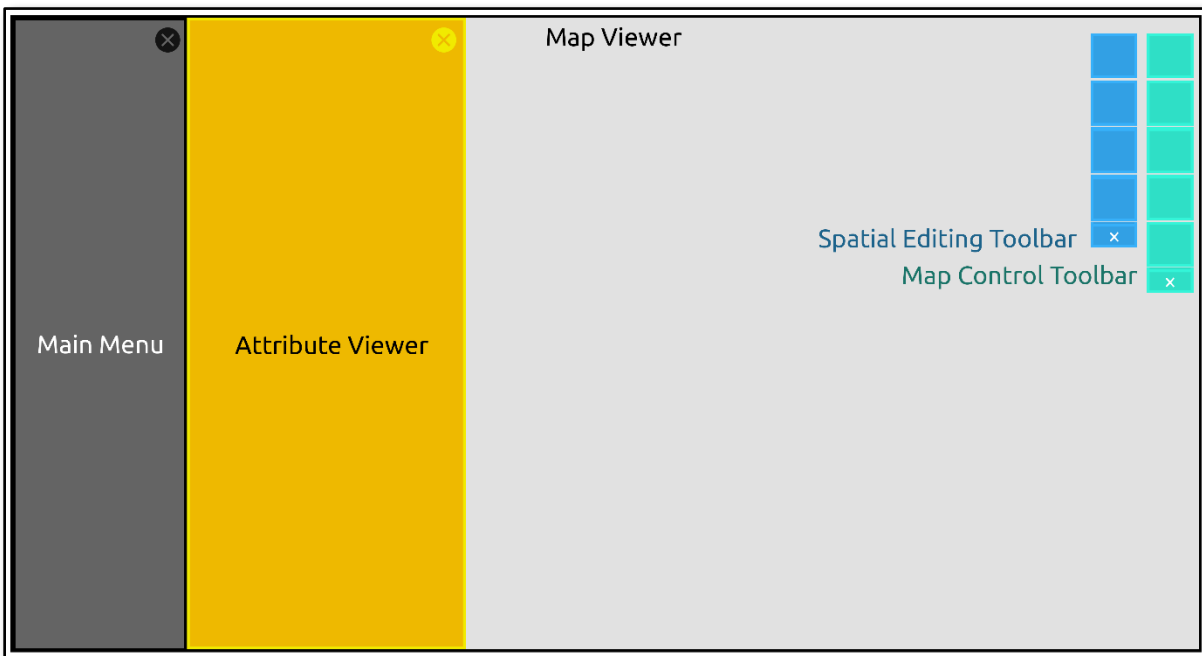 Map Viewer
Spatial Editing Toolbar
Map Control Toolbar
Main Menu
Attribute Viewer